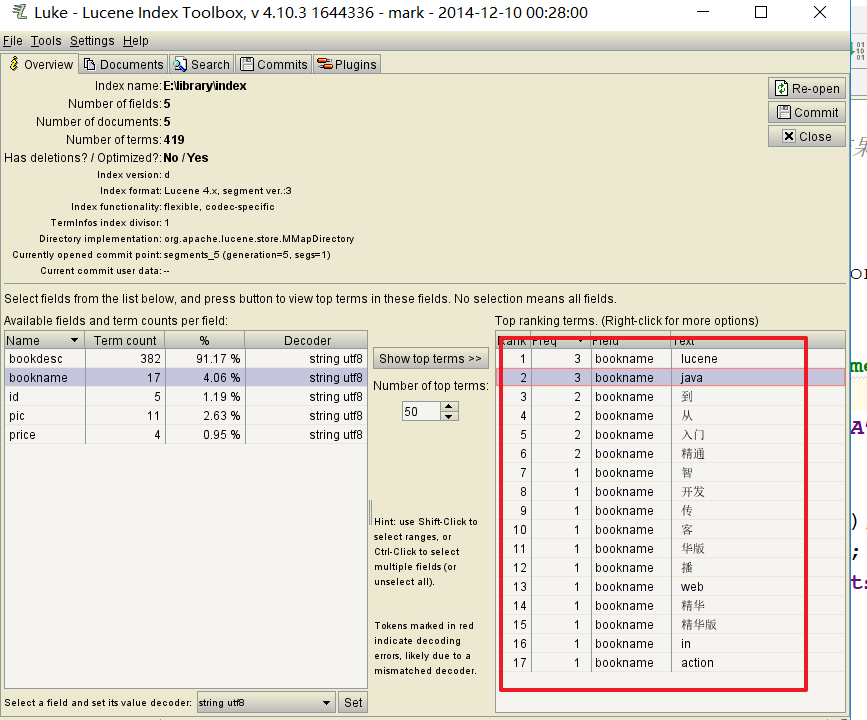 Luke - Lucene Index Toolbox, v 4.10.3 1644336 - mark - 2014-12-10 00:28:00
File Tools Settings Help
Overview Documents Search Commits Plugins
Index name: E:\library\index
Number of fields: 5
Number of documents: 5
Number of terms: 419
Has deletions? / Optimized?: No / Yes
Index version: d
Index format: Lucene 4.x, segment ver.:3
Index functionality: flexible, codec-specific
TermInfos index divisor: 1
Directory implementation: org.apache.lucene.store.MMapDirectory
Currently opened commit point: segments_5 (generation=5, segs=1)
Current commit user data: --
Re-open
Commit
Close
Select fields from the list below, and press button to view top terms in these fields. No selection means all fields.
Available fields and term counts per field:
Name Term count % Decoder
bookdesc 382 91.17 % string utf8
bookname 17 4.06 % string utf8
id 5 1.19 % string utf8
pic 11 2.63 % string utf8
price 4 0.95 % string utf8
Show top terms >>
Number of top terms:
50
Hint: use Shift-Click to
select ranges, or
Ctrl-Click to select
multiple fields (or
unselect all).
Tokens marked in red
indicate decoding
errors, likely due to a
mismatched decoder.
Top ranking terms. (Right-click for more options)
Rank Freq Field Text
1 3 bookname lucene
2 3 bookname java
3 2 bookname 到
4 2 bookname 从
5 2 bookname 入门
6 2 bookname 精通
7 1 bookname 智
8 1 bookname 开发
9 1 bookname 传
10 1 bookname 客
11 1 bookname 华版
12 1 bookname 播
13 1 bookname web
14 1 bookname 精华
15 1 bookname 精华版
16 1 bookname in
17 1 bookname action
Select a field and set its value decoder: string utf8 Set